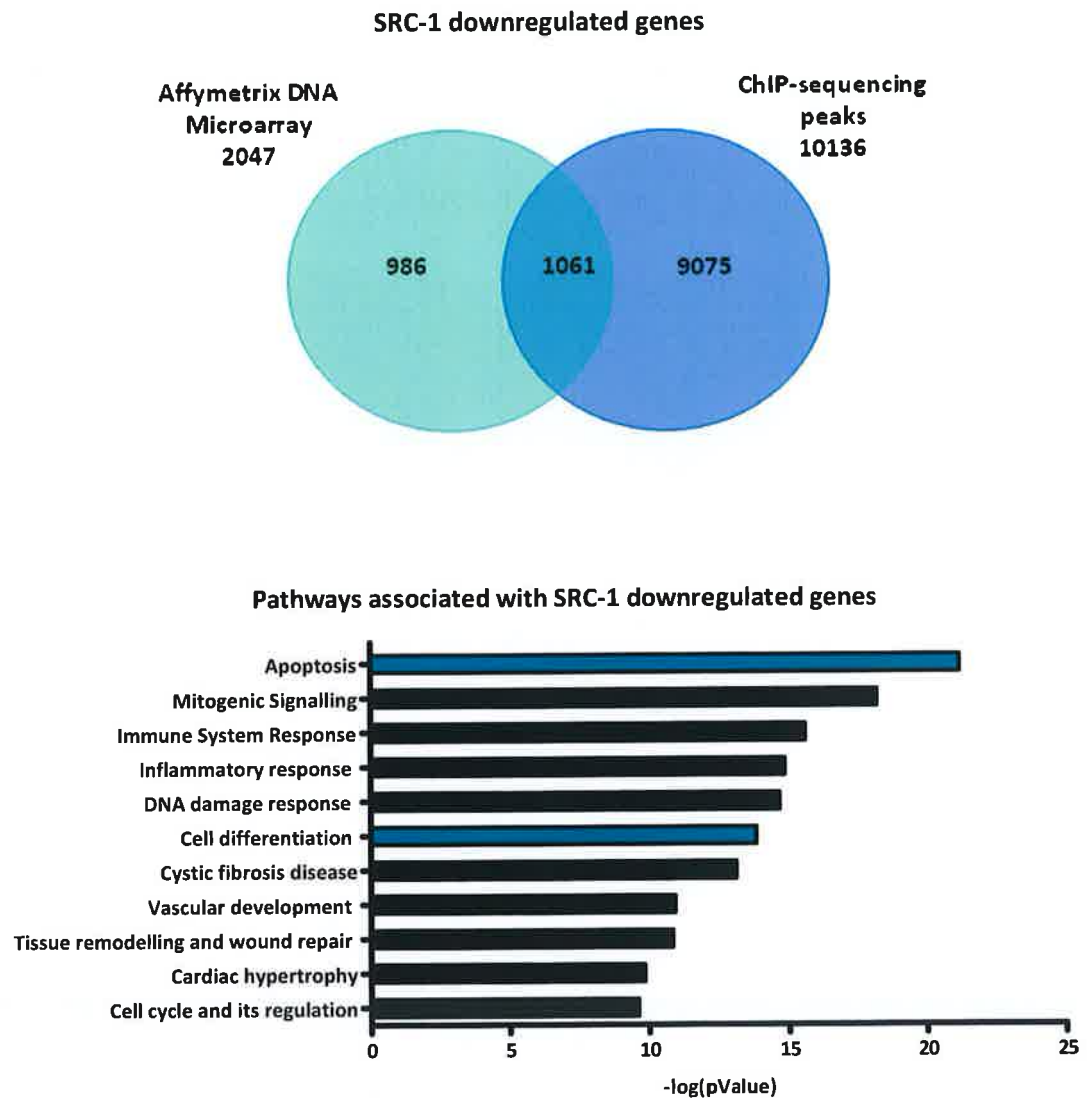 SRC-1 downregulated genes
Affymetrix DNA
Microarray
2047
ChIP-sequencing
peaks
10136
986
1061
9075
Pathways associated with SRC-1 downregulated genes
Apoptosis
Mitogenic Signalling
Immune System Response
Inflammatory response
DNA damage response
Cell differentiation
Cystic fibrosis disease
Vascular development
Tissue remodelling and wound repair
Cardiac hypertrophy
Cell cycle and its regulation
0 5 10 15 20 25
-log(pValue)